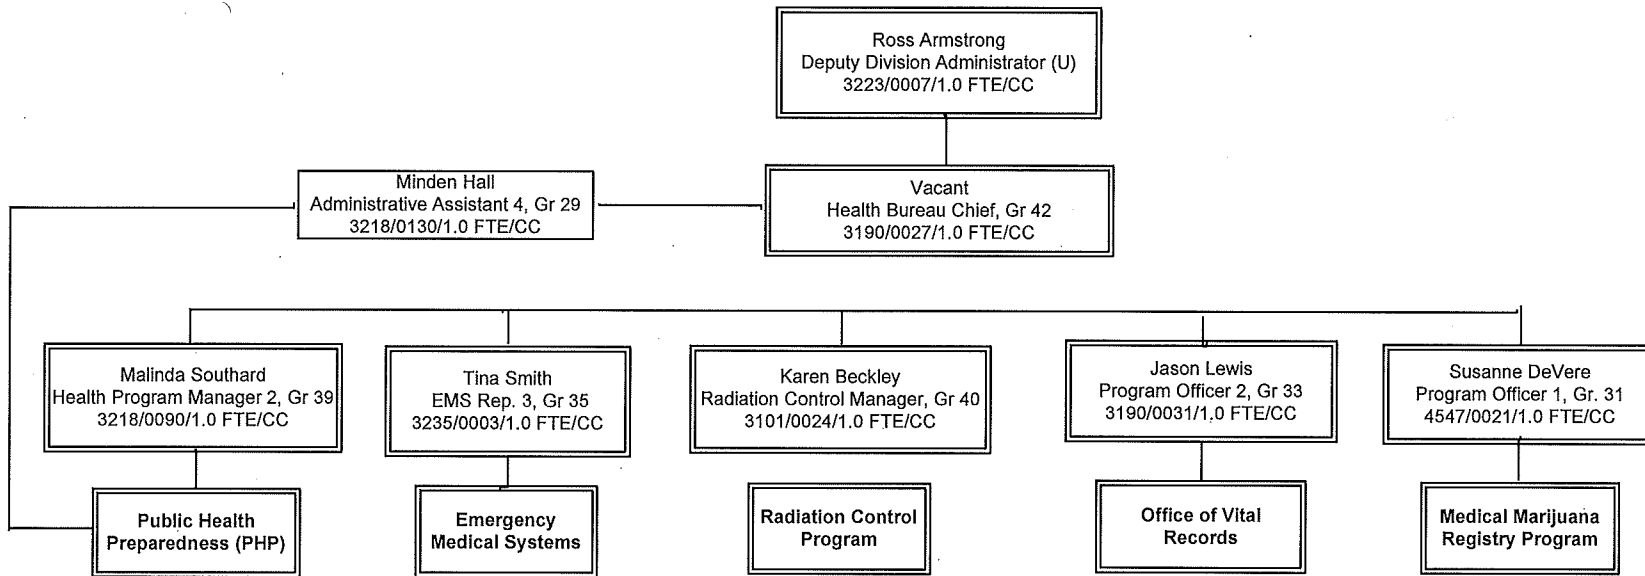 Ross Armstrong
Deputy Division Administrator (U)
3223/0007/1.0 FTE/CC
Minden Hall
Administrative Assistant 4, Gr 29
3218/0130/1.0 FTE/CC
Vacant
Health Bureau Chief, Gr 42
3190/0027/1.0 FTE/CC
Malinda Southard
Health Program Manager 2, Gr 39
3218/0090/1.0 FTE/CC
Tina Smith
EMS Rep. 3, Gr 35
3235/0003/1.0 FTE/CC
Karen Beckley
Radiation Control Manager, Gr 40
3101/0024/1.0 FTE/CC
Jason Lewis
Program Officer 2, Gr 33
3190/0031/1.0 FTE/CC
Susanne DeVere
Program Officer 1, Gr. 31
4547/0021/1.0 FTE/CC
Public Health
Preparedness (PHP)
Emergency
Medical Systems
Radiation Control
Program
Office of Vital
Records
Medical Marijuana
Registry Program